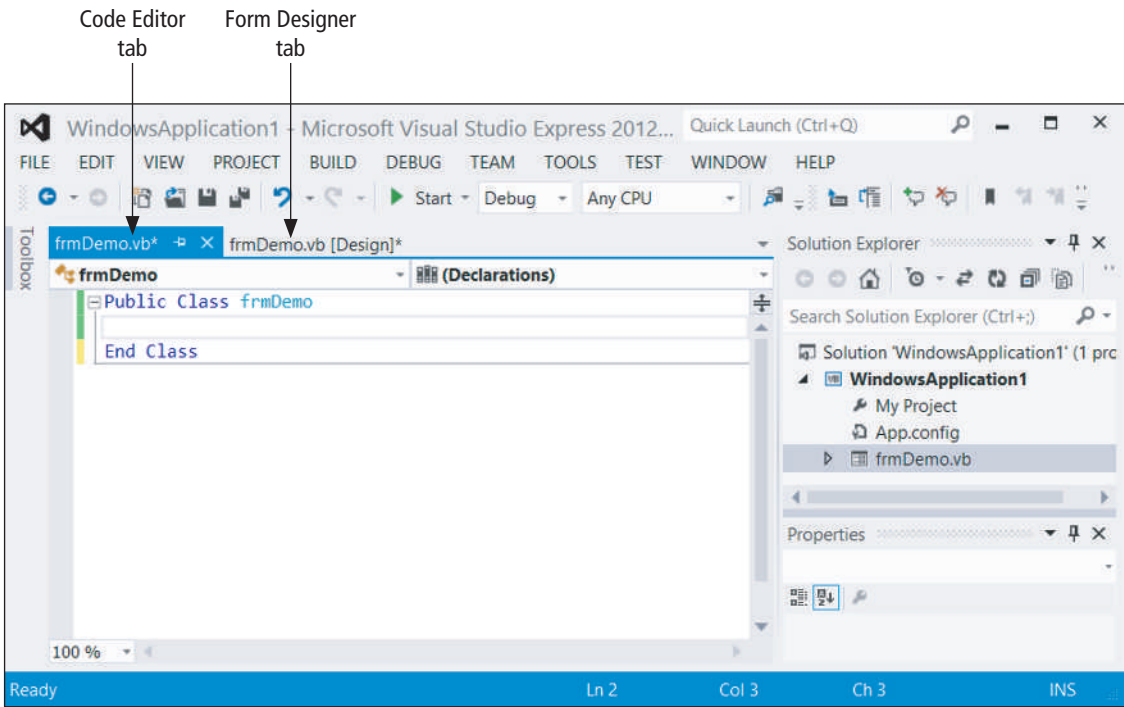 Code Editor tab
Form Designer tab
WindowsApplication1 - Microsoft Visual Studio Express 2012... Quick Launch (Ctrl+Q)
FILE EDIT VIEW PROJECT BUILD DEBUG TEAM TOOLS TEST WINDOW HELP
Start Debug Any CPU
Toolbox
frmDemo.vb* frmDemo.vb [Design]*
frmDemo (Declarations)
Public Class frmDemo
End Class
100 %
Solution Explorer
Search Solution Explorer (Ctrl+;)
Solution 'WindowsApplication1' (1 prc
WindowsApplication1
My Project
App.config
frmDemo.vb
Properties
Ready Ln 2 Col 3 Ch 3 INS